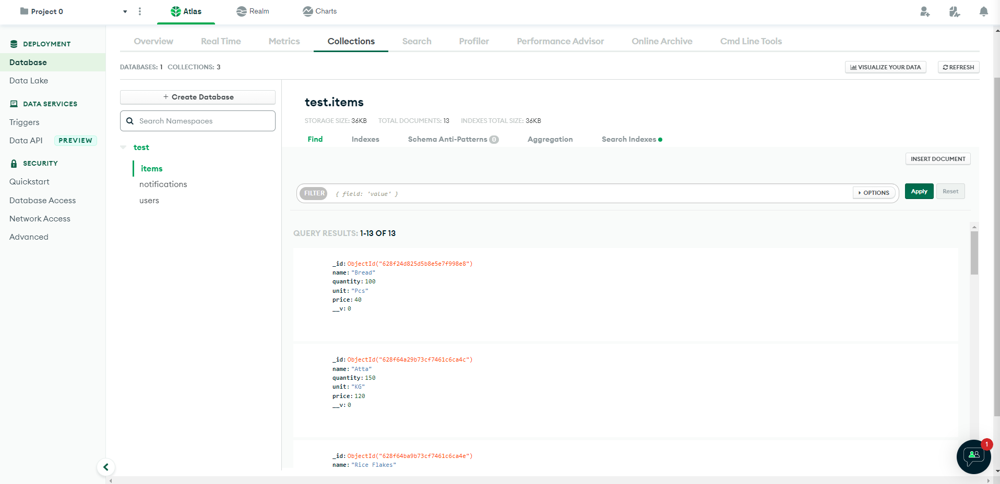 Project 0
Atlas
Realm
Charts
DEPLOYMENT
Database
Data Lake
DATA SERVICES
Triggers
Data API PREVIEW
SECURITY
Quickstart
Database Access
Network Access
Advanced
Overview Real Time Metrics Collections Search Profiler Performance Advisor Online Archive Cmd Line Tools
DATABASES: 1 COLLECTIONS: 3
VISUALIZE YOUR DATA
REFRESH
+ Create Database
Search Namespaces
test
items
notifications
users
test.items
STORAGE SIZE: 36KB TOTAL DOCUMENTS: 13 INDEXES TOTAL SIZE: 36KB
Find Indexes Schema Anti-Patterns 0 Aggregation Search Indexes
INSERT DOCUMENT
FILTER { field: 'value' } OPTIONS Apply Reset
QUERY RESULTS: 1-13 OF 13
_id: ObjectId("628f24d825d5b8e5e7f998e8")
name: "Bread"
quantity: 100
unit: "Pcs"
price: 40
__v: 0
_id: ObjectId("628f64a29b73cf7461c6ca4c")
name: "Atta"
quantity: 150
unit: "KG"
price: 120
__v: 0
_id: ObjectId("628f64ba9b73cf7461c6ca4e")
name: "Rice Flakes"
1